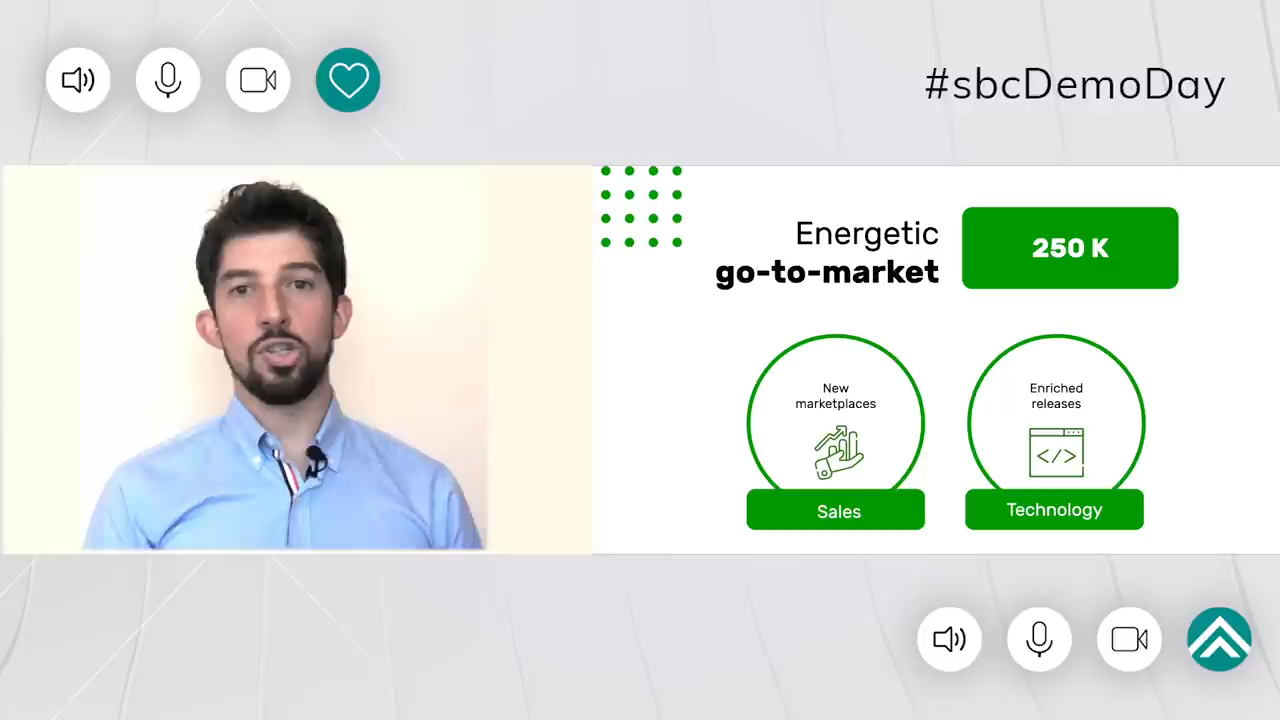 #sbcDemoDay
Energetic
go-to-market
250 K
New
marketplaces
Enriched
releases
</>
Sales
Technology